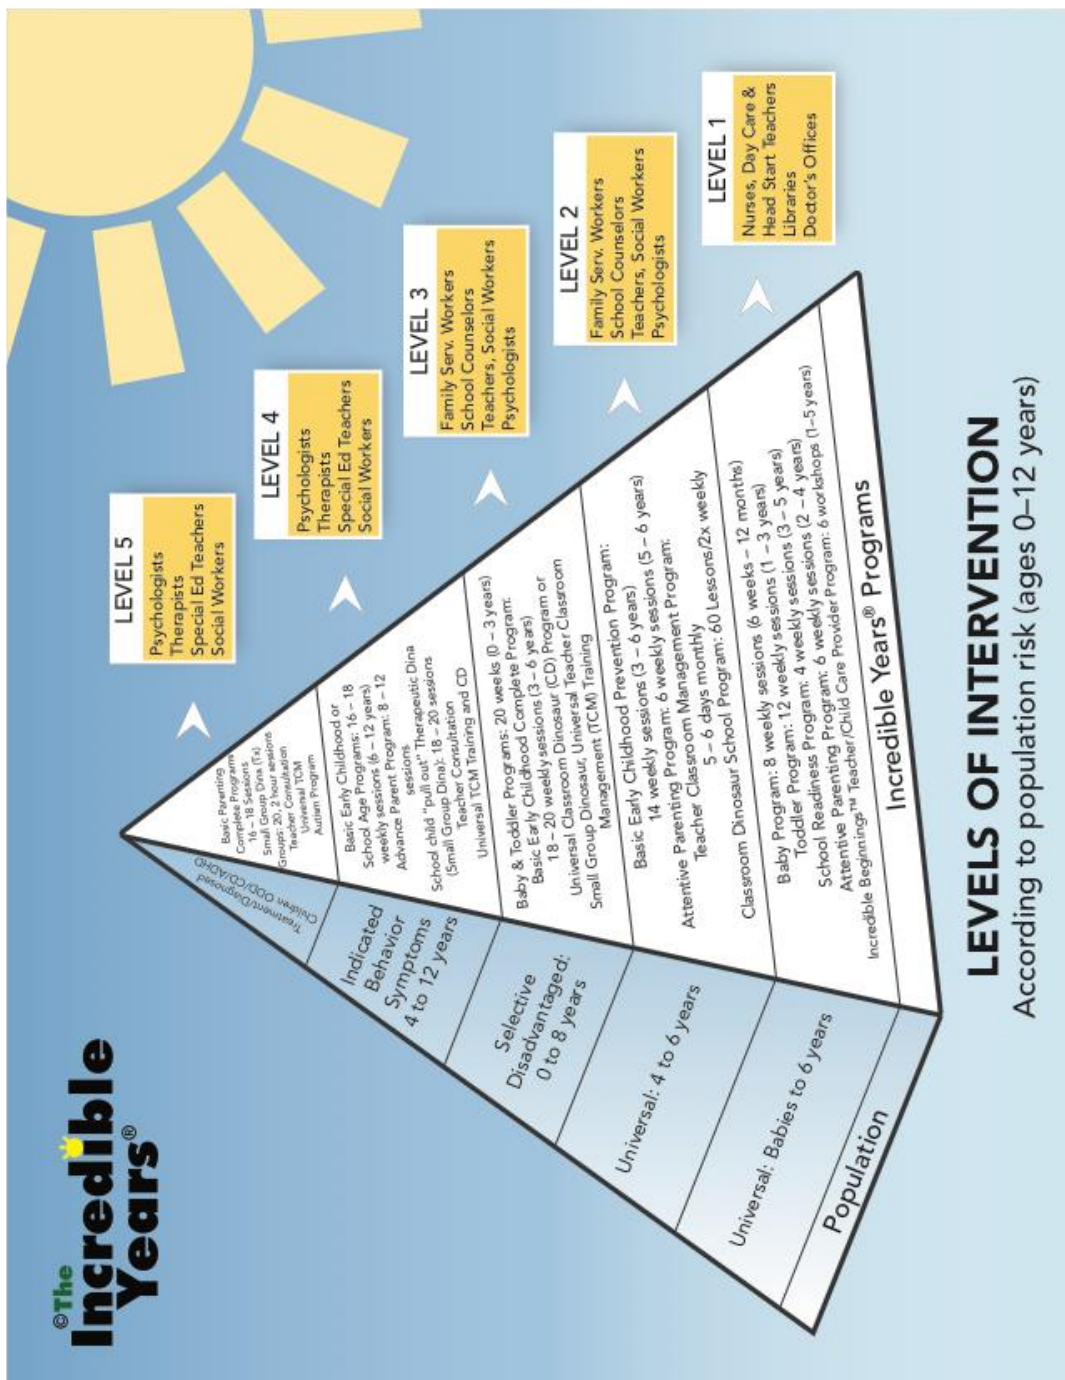 ©The
Incredible
Years®
LEVEL 5
Psychologists
Therapists
Special Ed Teachers
Social Workers
LEVEL 4
Psychologists
Therapists
Special Ed Teachers
Social Workers
LEVEL 3
Family Serv. Workers
School Counselors
Teachers, Social Workers
Psychologists
LEVEL 2
Family Serv. Workers
School Counselors
Teachers, Social Workers
Psychologists
LEVEL 1
Nurses, Day Care &
Head Start Teachers
Libraries
Doctor's Offices
Treatment/Diagnosed
Children ODD/CD/ADHD
Basic Parenting
Complete Programs
16 – 18 Sessions
Small Group Dina (Tx)
Groups: 20, 2 hour sessions
Teacher Consultation
Universal TCM
Autism Program
Indicated
Behavior
Symptoms
4 to 12 years
Basic Early Childhood or
School Age Programs: 16 – 18
weekly sessions (6 – 12 years)
Advance Parent Program: 8 – 12
sessions
School child "pull out" Therapeutic Dina
(Small Group Dina): 18 – 20 sessions
Teacher Consultation
Universal TCM Training and CD
Selective
Disadvantaged:
0 to 8 years
Baby & Toddler Programs: 20 weeks (0 – 3 years)
Basic Early Childhood Complete Program:
18 – 20 weekly sessions (3 – 6 years)
Universal Classroom Dinosaur (CD) Program or
Small Group Dinosaur, Universal Teacher Classroom
Management (TCM) Training
Universal: 4 to 6 years
Basic Early Childhood Prevention Program:
14 weekly sessions (3 – 6 years)
Attentive Parenting Program: 6 weekly sessions (5 – 6 years)
Teacher Classroom Management Program:
5 – 6 days monthly
Classroom Dinosaur School Program: 60 Lessons/2x weekly
Universal: Babies to 6 years
Baby Program: 8 weekly sessions (6 weeks – 12 months)
Toddler Program: 12 weekly sessions (1 – 3 years)
School Readiness Program: 4 weekly sessions (3 – 5 years)
Attentive Parenting Program: 6 weekly sessions (2 – 4 years)
Incredible Beginnings™ Teacher/Child Care Provider Program: 6 workshops (1–5 years)
Population
Incredible Years® Programs
LEVELS OF INTERVENTION
According to population risk (ages 0–12 years)